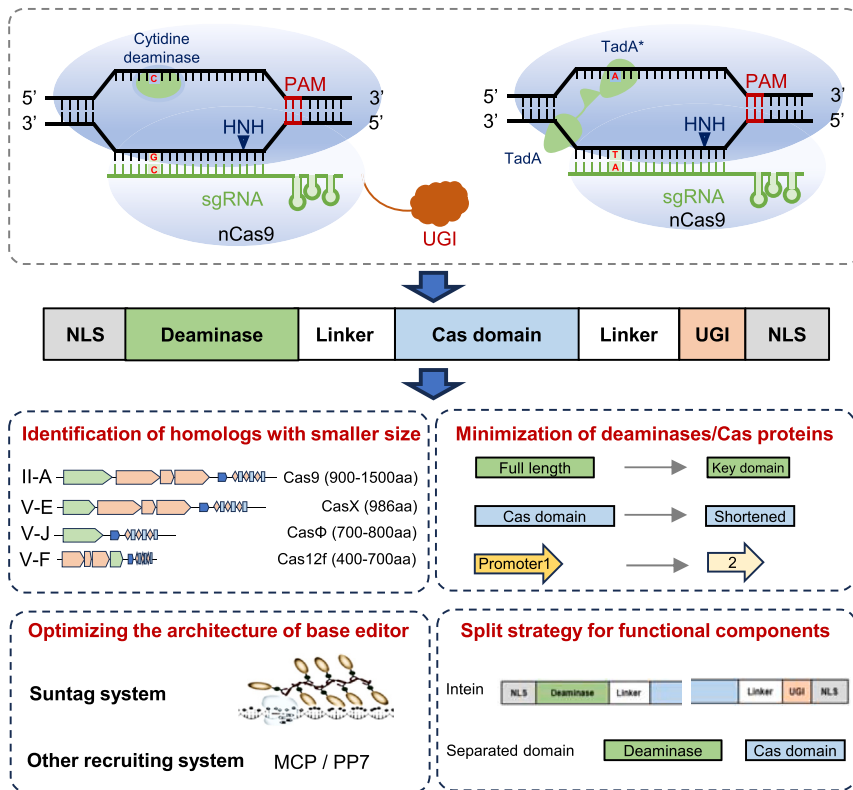 Cytidine
deaminase
C
PAM
5’
3’
3’
5’
HNH
G
C
sgRNA
nCas9
UGI
TadA*
A
PAM
5’
3’
3’
5’
HNH
TadA
T
A
sgRNA
nCas9
NLS Deaminase Linker Cas domain Linker UGI NLS
Identification of homologs with smaller size
II-A Cas9 (900-1500aa)
V-E CasX (986aa)
V-J CasΦ (700-800aa)
V-F Cas12f (400-700aa)
Minimization of deaminases/Cas proteins
Full length Key domain
Cas domain Shortened
Promoter1 2
Optimizing the architecture of base editor
Suntag system
Other recruiting system MCP / PP7
Split strategy for functional components
Intein NLS Deaminase Linker Linker UGI NLS
Separated domain Deaminase Cas domain